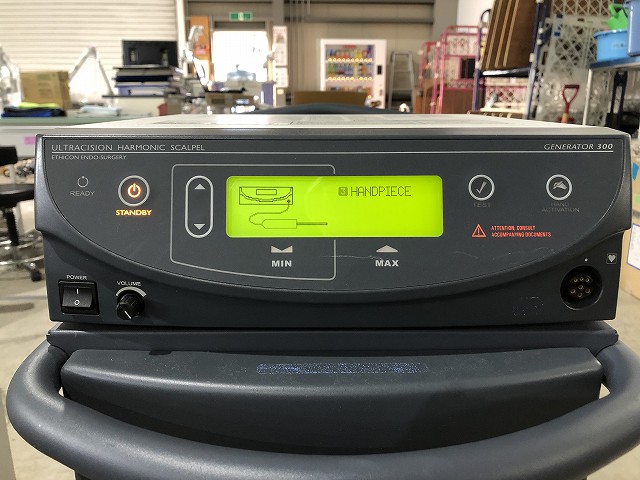 ULTRACISION HARMONIC SCALPEL
ETHICON ENDO-SURGERY
GENERATOR 300
READY
STANDBY
HANDPIECE
MIN
MAX
TEST
HAND
ACTIVATION
ATTENTION, CONSULT
ACCOMPANYING DOCUMENTS
POWER
VOLUME